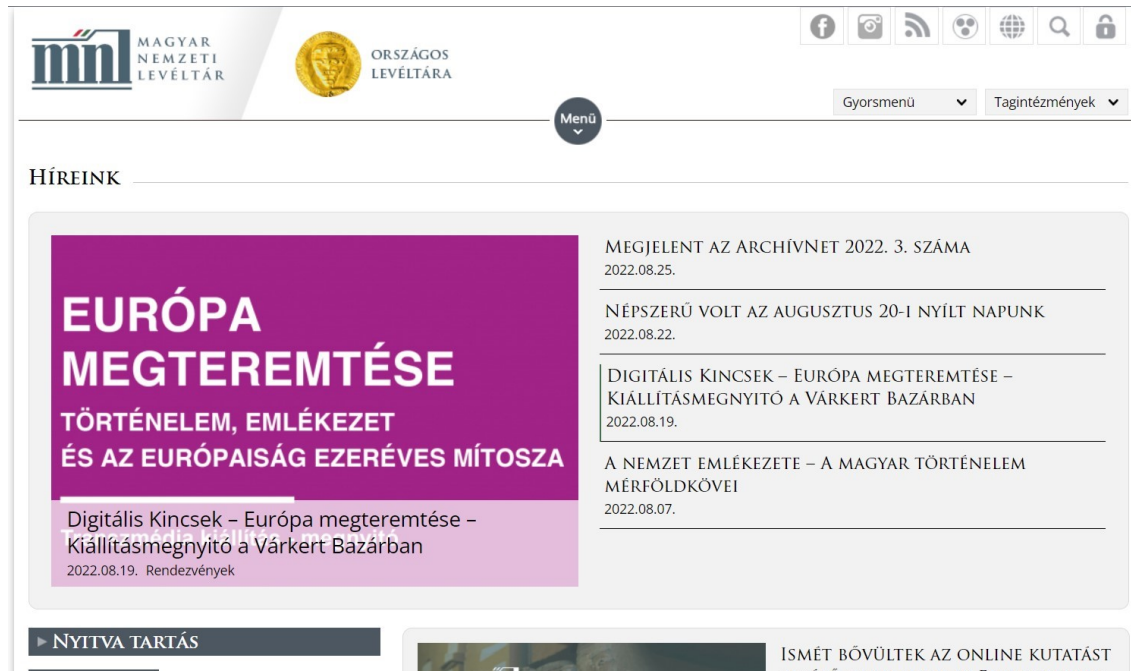 mnl
MAGYAR
NEMZETI
LEVÉLTÁR
ORSZÁGOS
LEVÉLTÁRA
Gyorsmenü
Tagintézmények
Menü
HÍREINK
EURÓPA
MEGTEREMTÉSE
TÖRTÉNELEM, EMLÉKEZET
ÉS AZ EURÓPAISÁG EZERÉVES MÍTOSZA
Digitális Kincsek – Európa megteremtése –
Kiállításmegnyitó a Várkert Bazárban
2022.08.19. Rendezvények
MEGJELENT AZ ARCHÍVNET 2022. 3. SZÁMA
2022.08.25.
NÉPSZERŰ VOLT AZ AUGUSZTUS 20-I NYÍLT NAPUNK
2022.08.22.
DIGITÁLIS KINCSEK – EURÓPA MEGTEREMTÉSE –
KIÁLLÍTÁSMEGNYITÓ A VÁRKERT BAZÁRBAN
2022.08.19.
A NEMZET EMLÉKEZETE – A MAGYAR TÖRTÉNELEM
MÉRFÖLDKÖVEI
2022.08.07.
NYITVA TARTÁS
ISMÉT BŐVÜLTEK AZ ONLINE KUTATÁST